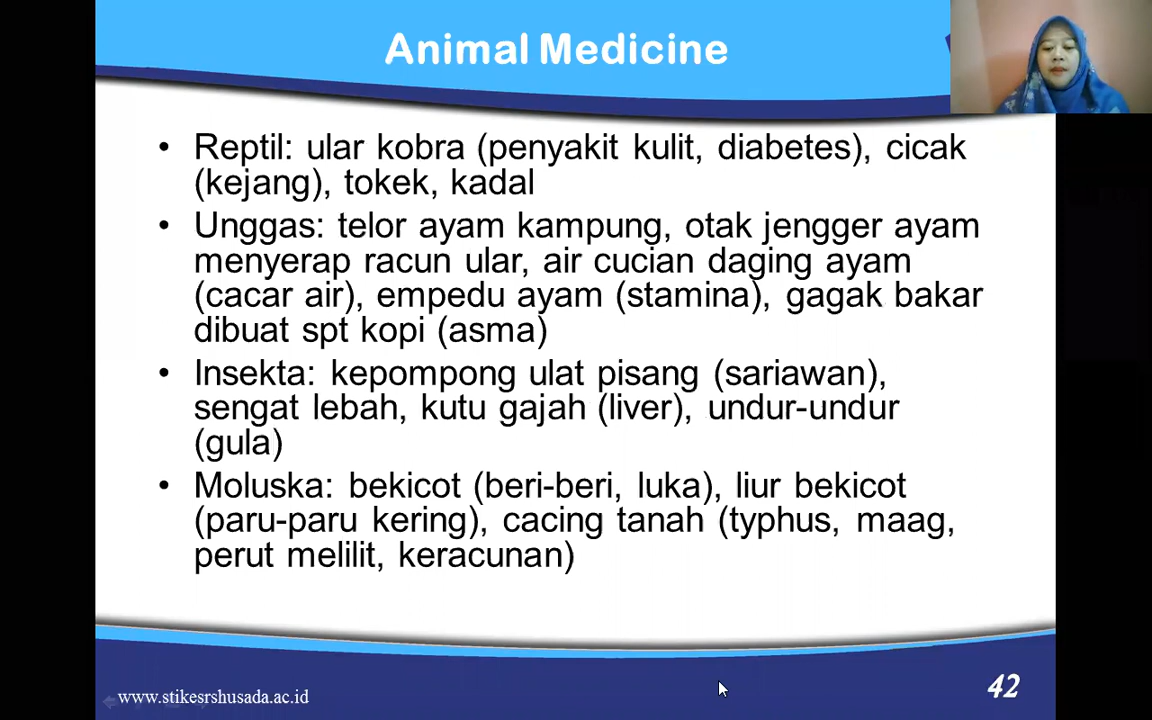 Animal Medicine
• Reptil: ular kobra (penyakit kulit, diabetes), cicak
(kejang), tokek, kadal
• Unggas: telor ayam kampung, otak jengger ayam
menyerap racun ular, air cucian daging ayam
(cacar air), empedu ayam (stamina), gagak bakar
dibuat spt kopi (asma)
• Insekta: kepompong ulat pisang (sariawan),
sengat lebah, kutu gajah (liver), undur-undur
(gula)
• Moluska: bekicot (beri-beri, luka), liur bekicot
(paru-paru kering), cacing tanah (typhus, maag,
perut melilit, keracunan)
www.stikesrshusada.ac.id
42